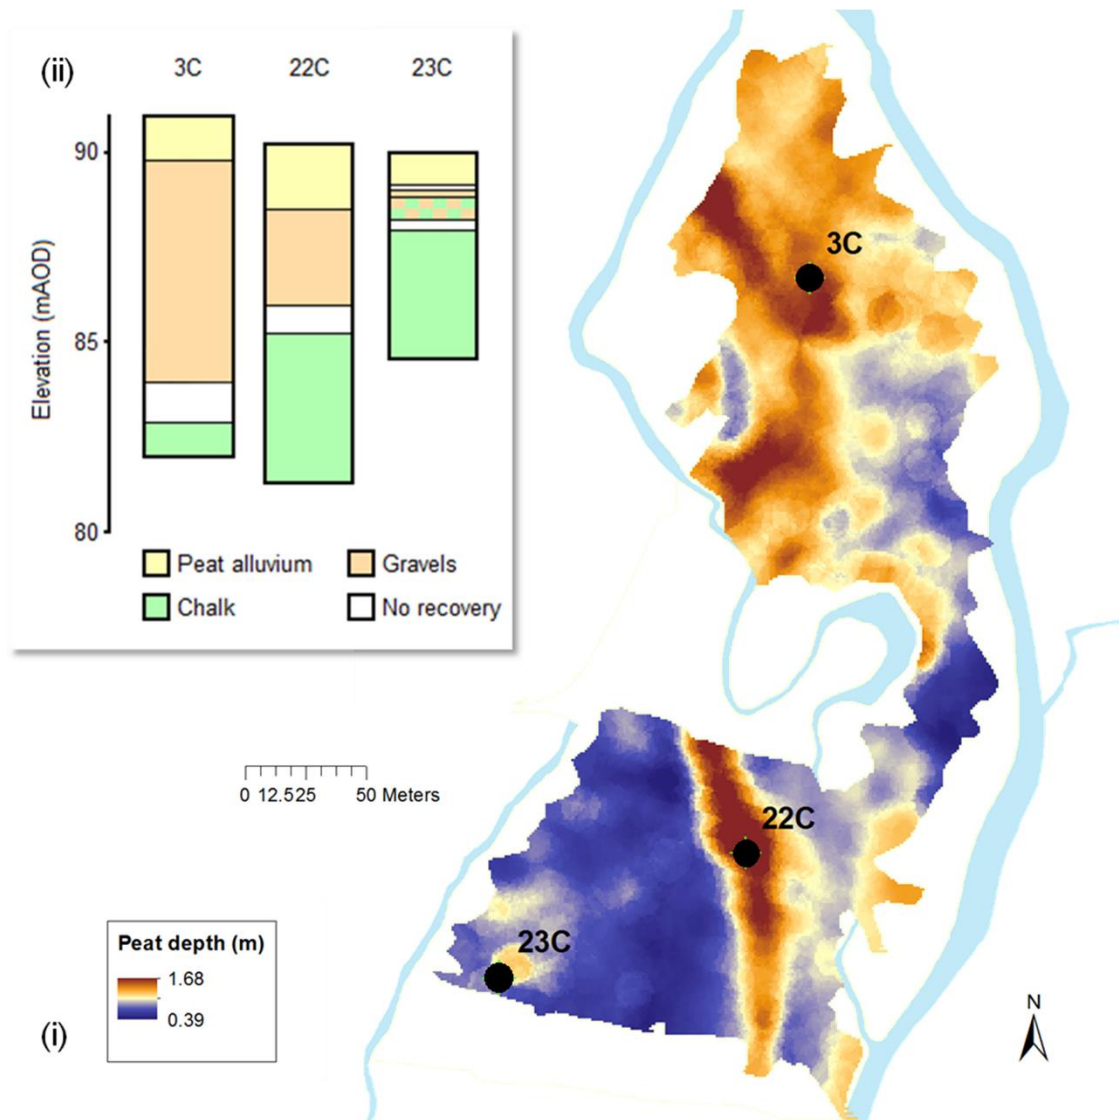 (ii)
3C 22C 23C
90
85
80
Elevation (mAOD)
Peat alluvium Gravels
Chalk No recovery
3C
22C
23C
0 12.525 50 Meters
Peat depth (m)
1.68
0.39
(i)
N